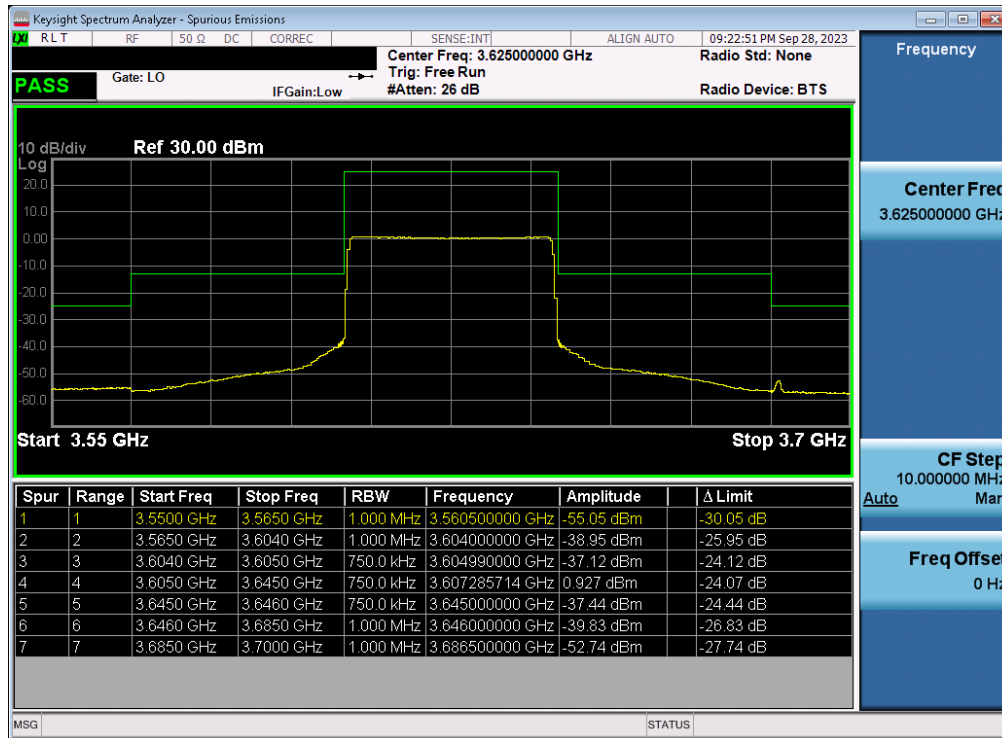 Keysight Spectrum Analyzer - Spurious Emissions
LXI RLT RF 50 Ω DC CORREC SENSE:INT ALIGN AUTO 09:22:51 PM Sep 28, 2023
Center Freq: 3.625000000 GHz Radio Std: None
Gate: LO Trig: Free Run
PASS IFGain:Low #Atten: 26 dB Radio Device: BTS
10 dB/div Ref 30.00 dBm
Log
20.0
10.0
0.00
-10.0
-20.0
-30.0
-40.0
-50.0
-60.0
Start 3.55 GHz Stop 3.7 GHz
Spur Range Start Freq Stop Freq RBW Frequency Amplitude Δ Limit
1 1 3.5500 GHz 3.5650 GHz 1.000 MHz 3.560500000 GHz -55.05 dBm -30.05 dB
2 2 3.5650 GHz 3.6040 GHz 1.000 MHz 3.604000000 GHz -38.95 dBm -25.95 dB
3 3 3.6040 GHz 3.6050 GHz 750.0 kHz 3.604990000 GHz -37.12 dBm -24.12 dB
4 4 3.6050 GHz 3.6450 GHz 750.0 kHz 3.607285714 GHz 0.927 dBm -24.07 dB
5 5 3.6450 GHz 3.6460 GHz 750.0 kHz 3.645000000 GHz -37.44 dBm -24.44 dB
6 6 3.6460 GHz 3.6850 GHz 1.000 MHz 3.646000000 GHz -39.83 dBm -26.83 dB
7 7 3.6850 GHz 3.7000 GHz 1.000 MHz 3.686500000 GHz -52.74 dBm -27.74 dB
MSG STATUS
Frequency
Center Freq
3.625000000 GHz
CF Step
10.000000 MHz
Auto Man
Freq Offset
0 Hz